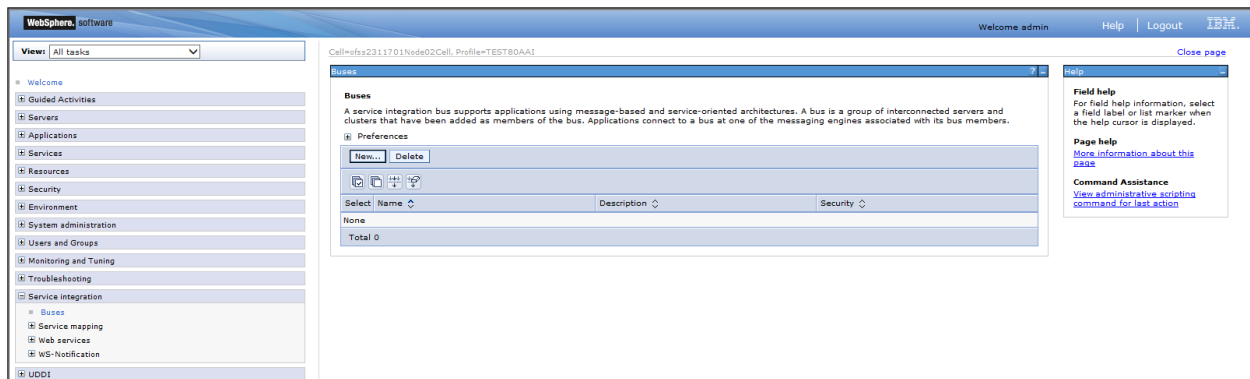 WebSphere. software
Welcome admin
Help | Logout
IBM.
View: All tasks
Cell=ofss2311701Node02Cell, Profile=TEST80AAI
Close page
Welcome
Guided Activities
Servers
Applications
Services
Resources
Security
Environment
System administration
Users and Groups
Monitoring and Tuning
Troubleshooting
Service integration
Buses
Service mapping
Web services
WS-Notification
UDDI
Buses
? -
Buses
A service integration bus supports applications using message-based and service-oriented architectures. A bus is a group of interconnected servers and
clusters that have been added as members of the bus. Applications connect to a bus at one of the messaging engines associated with its bus members.
Preferences
New... Delete
Select Name Description Security
None
Total 0
Help
-
Field help
For field help information, select
a field label or list marker when
the help cursor is displayed.
Page help
More information about this
page
Command Assistance
View administrative scripting
command for last action